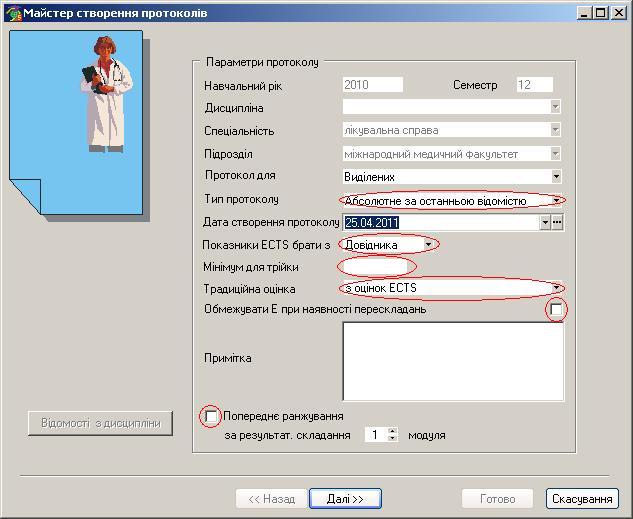 Майстер створення протоколів
Параметри протоколу
Навчальний рік 2010 Семестр 12
Дисципліна
Спеціальність лікувальна справа
Підрозділ міжнародний медичний факультет
Протокол для Виділених
Тип протоколу Абсолютне за останньою відомістю
Дата створення протоколу 25.04.2011
Показники ECTS брати з Довідника
Мінімум для трійки
Традиційна оцінка з оцінок ECTS
Обмежувати Е при наявності перескладань
Примітка
Відомості з дисципліни
Попереднє ранжування
за результат. складання 1 модуля
<< Назад Далі >> Готово Скасування